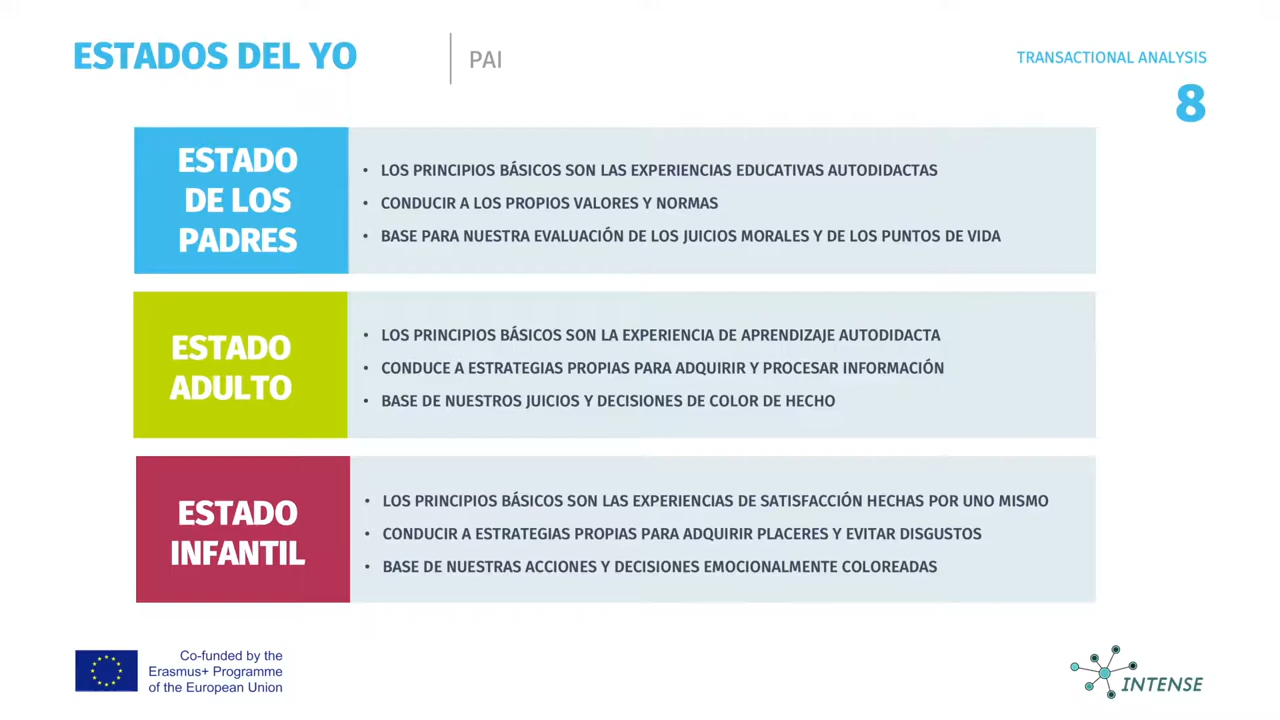 ESTADOS DEL YO
PAI
TRANSACTIONAL ANALYSIS
8
ESTADO
DE LOS
PADRES
• LOS PRINCIPIOS BÁSICOS SON LAS EXPERIENCIAS EDUCATIVAS AUTODIDACTAS
• CONDUCIR A LOS PROPIOS VALORES Y NORMAS
• BASE PARA NUESTRA EVALUACIÓN DE LOS JUICIOS MORALES Y DE LOS PUNTOS DE VIDA
ESTADO
ADULTO
• LOS PRINCIPIOS BÁSICOS SON LA EXPERIENCIA DE APRENDIZAJE AUTODIDACTA
• CONDUCE A ESTRATEGIAS PROPIAS PARA ADQUIRIR Y PROCESAR INFORMACIÓN
• BASE DE NUESTROS JUICIOS Y DECISIONES DE COLOR DE HECHO
ESTADO
INFANTIL
• LOS PRINCIPIOS BÁSICOS SON LAS EXPERIENCIAS DE SATISFACCIÓN HECHAS POR UNO MISMO
• CONDUCIR A ESTRATEGIAS PROPIAS PARA ADQUIRIR PLACERES Y EVITAR DISGUSTOS
• BASE DE NUESTRAS ACCIONES Y DECISIONES EMOCIONALMENTE COLOREADAS
Co-funded by the
Erasmus+ Programme
of the European Union
INTENSE